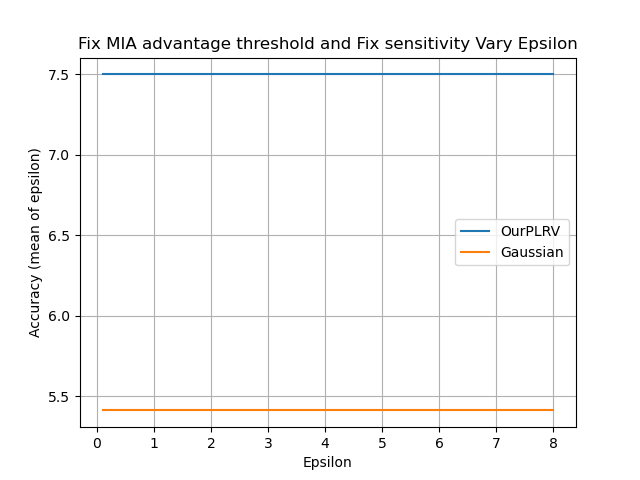 Fix MIA advantage threshold and Fix sensitivity Vary Epsilon
Accuracy (mean of epsilon)
7.5
7.0
6.5
6.0
5.5
OurPLRV
Gaussian
0 1 2 3 4 5 6 7 8
Epsilon